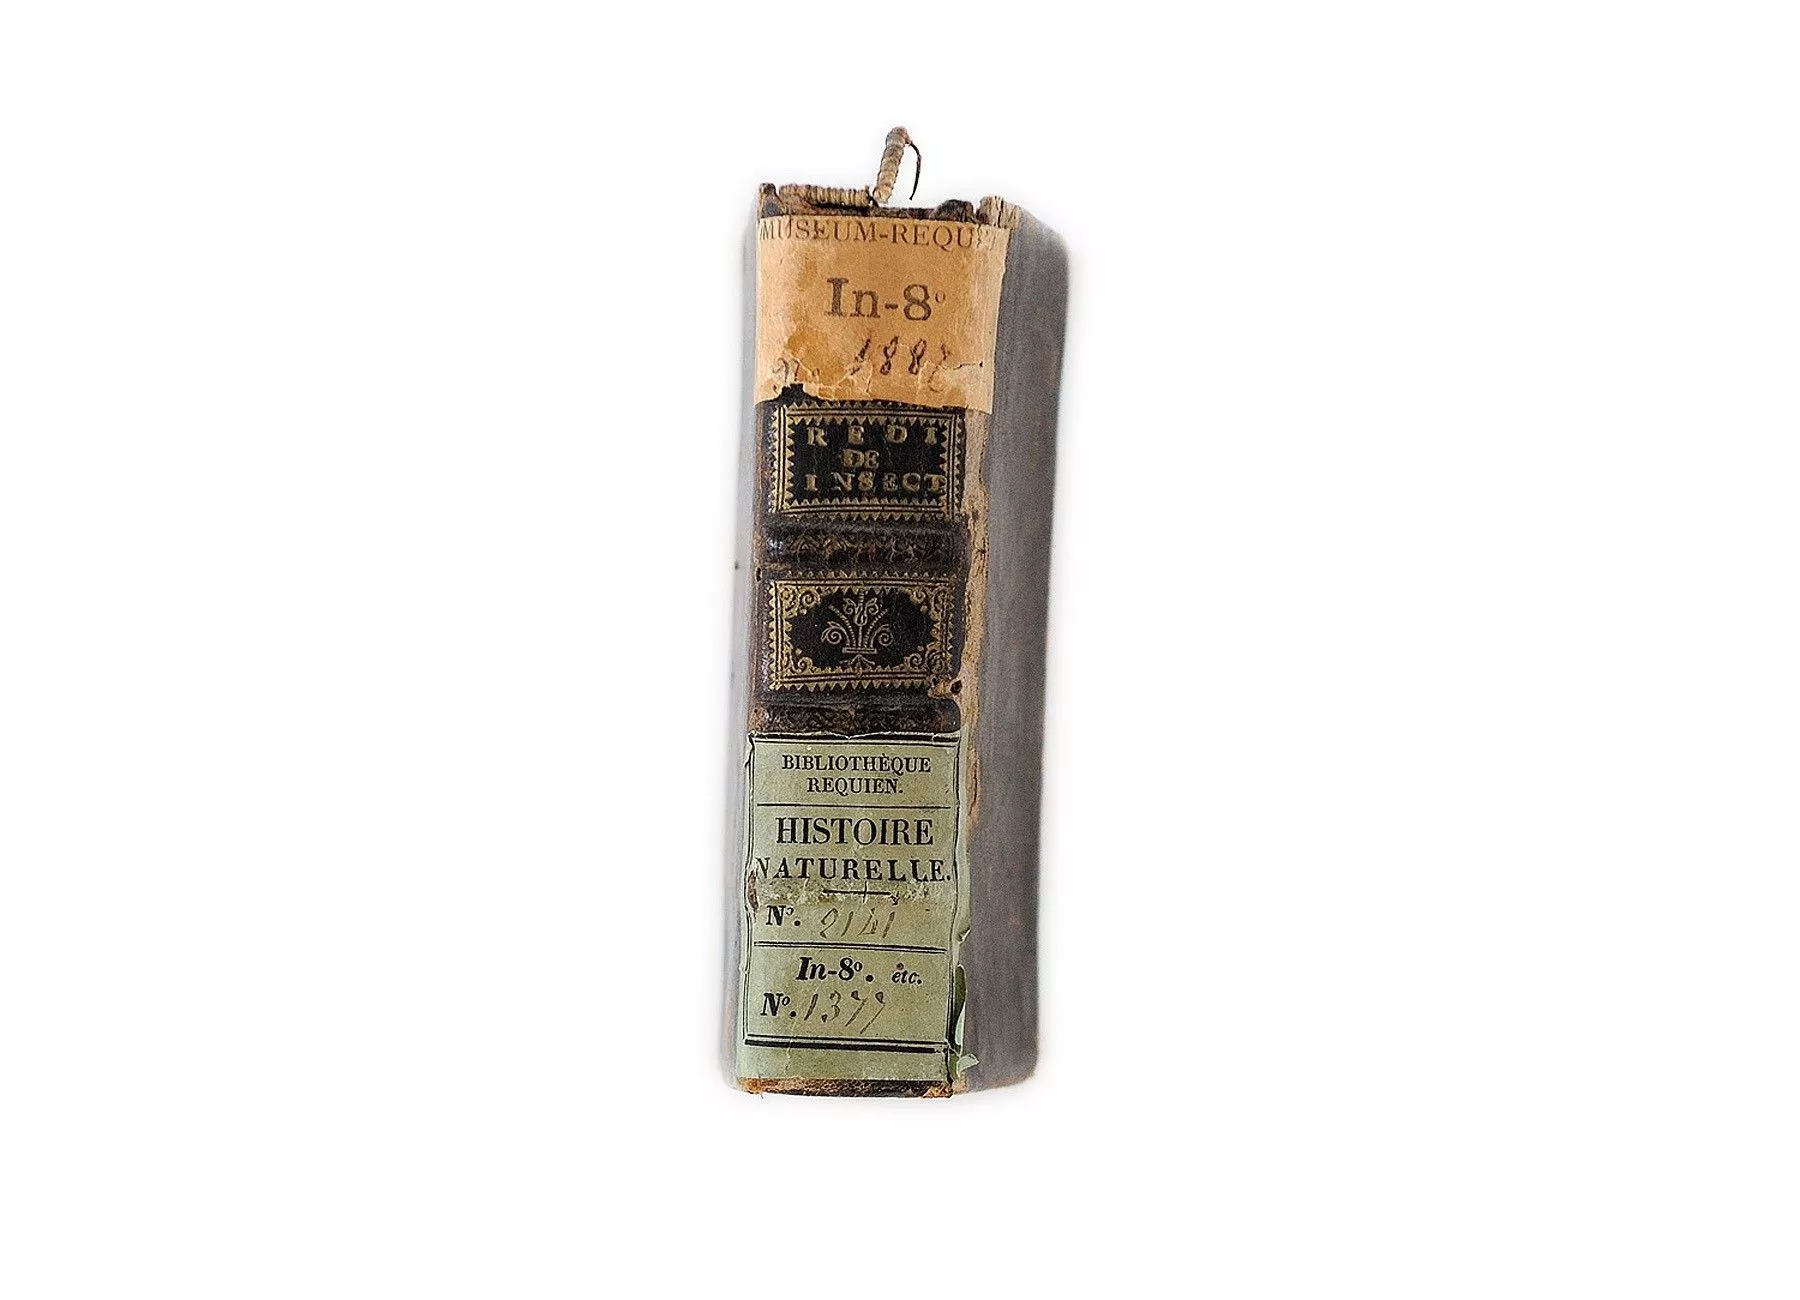 MUSEUM-REQU
In-8°
N°
REDI
DE
INSECT
BIBLIOTHÈQUE
REQUIEN.
HISTOIRE
NATURELLE.
N°. 2141
In-8°. etc.
N°. 1377